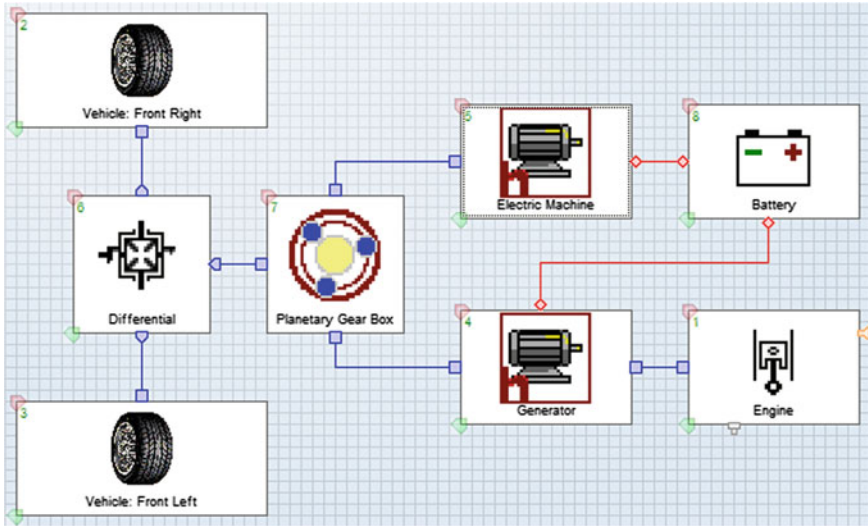 2
Vehicle: Front Right
5
Electric Machine
8
Battery
6
Differential
7
Planetary Gear Box
4
Generator
1
Engine
3
Vehicle: Front Left